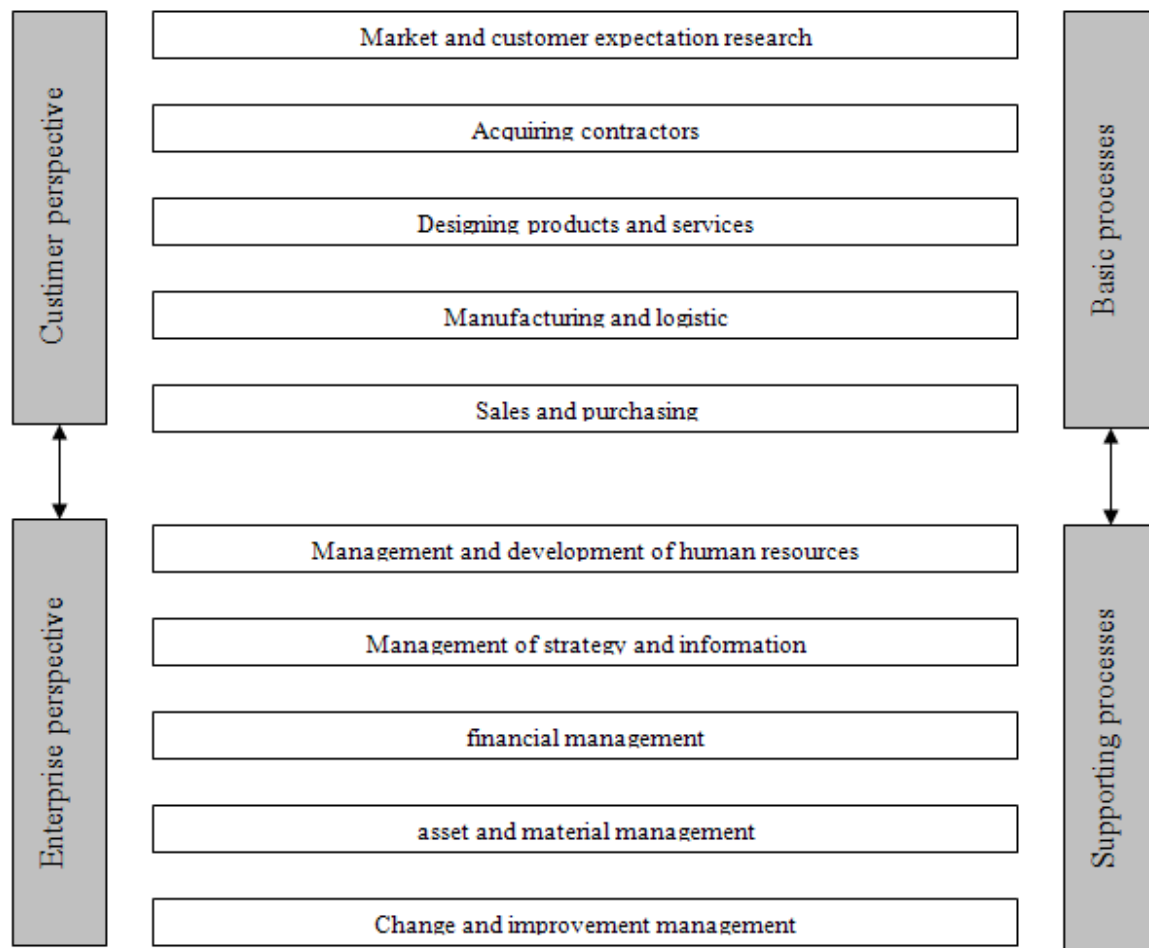 Custimer perspective
Market and customer expectation research
Acquiring contractors
Designing products and services
Manufacturing and logistic
Sales and purchasing
Basic processes
Enterprise perspective
Management and development of human resources
Management of strategy and information
financial management
asset and material management
Change and improvement management
Supporting processes